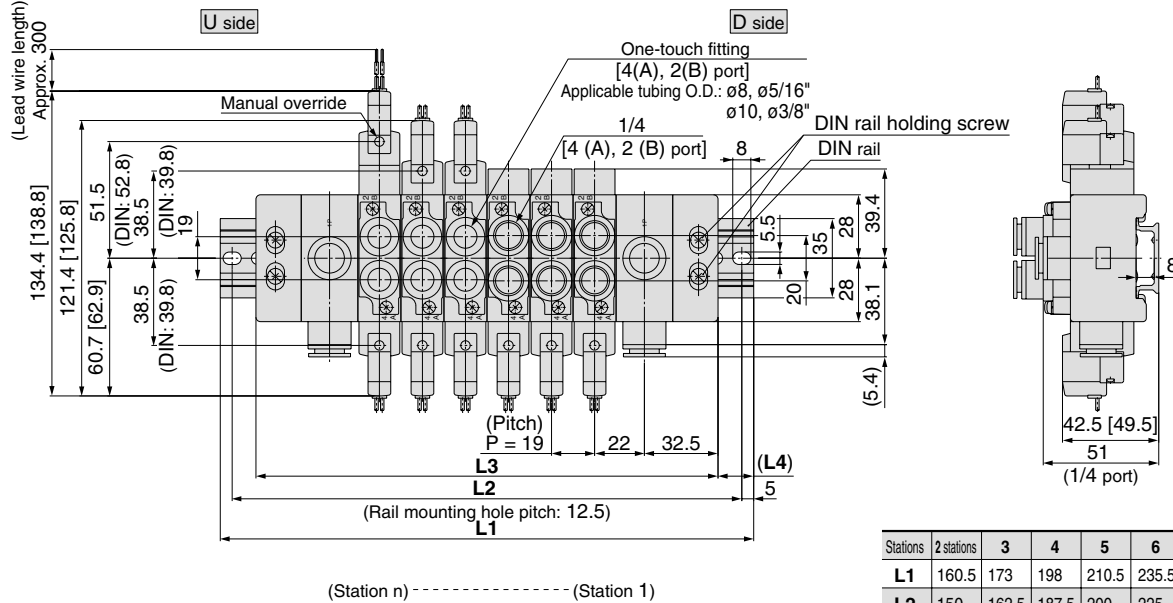 U side
D side
(Lead wire length)
Approx. 300
134.4 [138.8]
121.4 [125.8]
60.7 [62.9]
51.5
(DIN: 52.8)
38.5
(DIN: 39.8)
19
38.5
(DIN: 39.8)
Manual override
One-touch fitting
[4(A), 2(B) port]
Applicable tubing O.D.: ø8, ø5/16"
ø10, ø3/8"
1/4
[4 (A), 2 (B) port]
DIN rail holding screw
DIN rail
8
5.5
35
20
28
28
39.4
38.1
(5.4)
(Pitch)
P = 19
22
32.5
L3
(L4)
L2
5
(Rail mounting hole pitch: 12.5)
L1
(Station n) (Station 1)
8
42.5 [49.5]
51
(1/4 port)
Stations 2 stations 3 4 5 6
L1 160.5 173 198 210.5 235.5